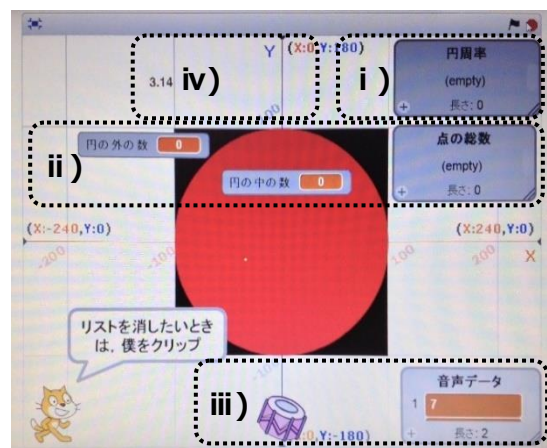 Y
(X:0,Y:180)
i)
円周率
(empty)
長さ: 0
3.14
iv)
100
円の外の数 0
ii)
円の中の数 0
点の総数
(empty)
長さ: 0
(X:-240,Y:0)
(X:240,Y:0)
-200
-100
100
200
X
リストを消したいとき
は，僕をクリップ
-100
iii)
音声データ
1 7
長さ: 2
(X:0,Y:-180)